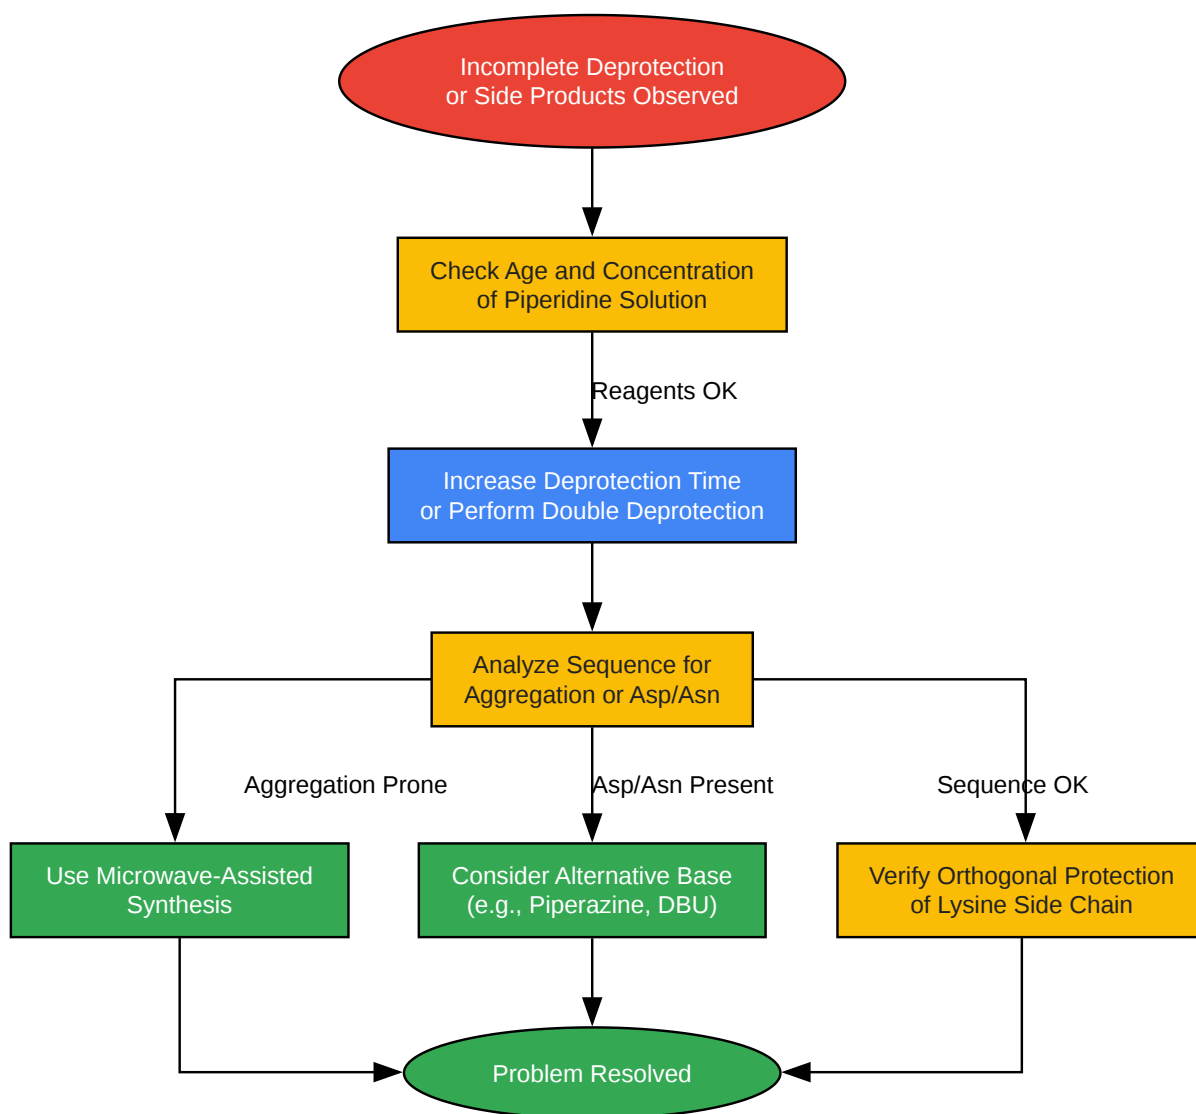 Incomplete Deprotection
or Side Products Observed
Check Age and Concentration
of Piperidine Solution
Reagents OK
Increase Deprotection Time
or Perform Double Deprotection
Analyze Sequence for
Aggregation or Asp/Asn
Aggregation Prone
Asp/Asn Present
Sequence OK
Use Microwave-Assisted
Synthesis
Consider Alternative Base
(e.g., Piperazine, DBU)
Verify Orthogonal Protection
of Lysine Side Chain
Problem Resolved